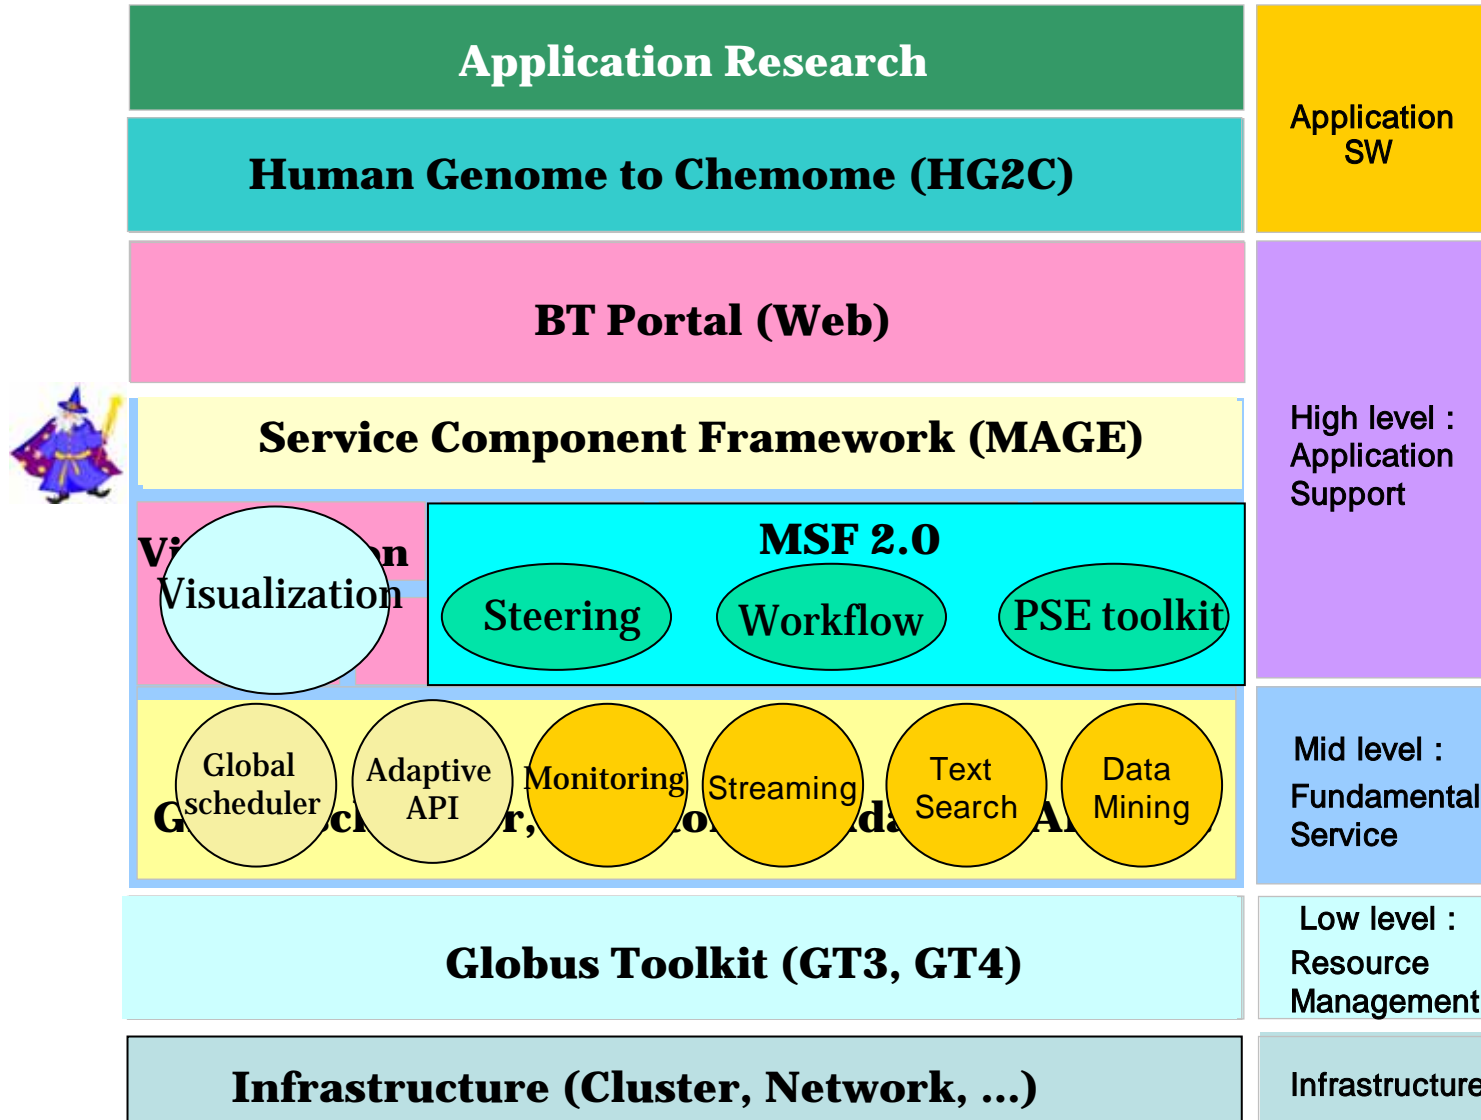 Application Research
Application
SW
Human Genome to Chemome (HG2C)
BT Portal (Web)
High level :
Application
Support
Service Component Framework (MAGE)
Visualization
MSF 2.0
Steering
Workflow
PSE toolkit
Global
scheduler
Adaptive
API
Monitoring
Streaming
Text
Search
Data
Mining
Mid level :
Fundamental
Service
Globus Toolkit (GT3, GT4)
Low level :
Resource
Management
Infrastructure (Cluster, Network, ...)
Infrastructure